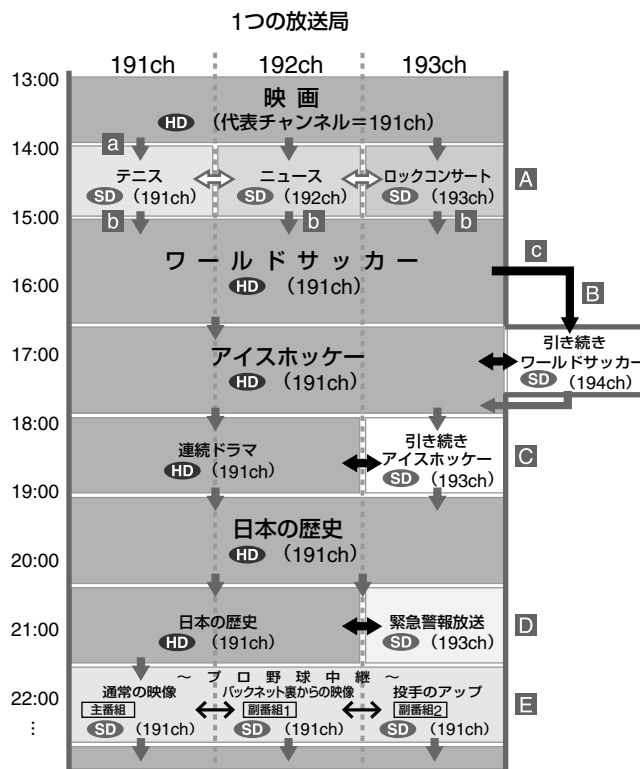 1つの放送局
191ch 192ch 193ch
13:00
映 画
HD (代表チャンネル=191ch)
14:00
a
テニス ニュース ロックコンサート
SD (191ch) SD (192ch) SD (193ch)
A
15:00
b b b
ワ ー ル ド サ ッ カ ー
HD (191ch)
c
B
16:00
17:00
アイスホッケー
HD (191ch)
引き続き
ワールドサッカー
SD (194ch)
18:00
連続ドラマ
HD (191ch)
引き続き
アイスホッケー
SD (193ch)
C
19:00
日本の歴史
HD (191ch)
20:00
21:00
日本の歴史
HD (191ch)
緊急警報放送
SD (193ch)
D
~ プ ロ 野 球 中 継 ~
通常の映像 バックネット裏からの映像 投手のアップ
22:00
主番組 副番組1 副番組2
SD (191ch) SD (191ch) SD (191ch)
E
⋮